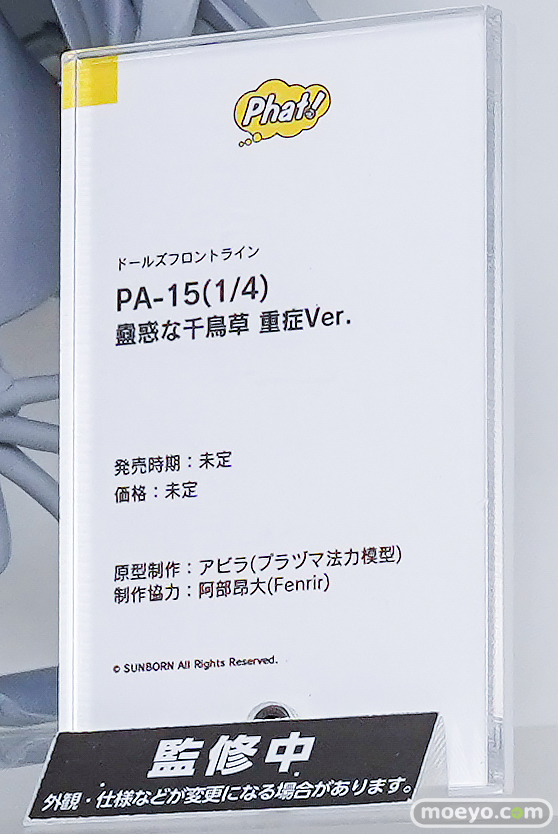 Phat!
ドールズフロントライン
PA-15(1/4)
蠱惑な千鳥草 重症Ver.
発売時期：未定
価格：未定
原型制作：アビラ(プラヅマ法力模型)
制作協力：阿部昂大(Fenrir)
© SUNBORN All Rights Reserved.
監修中
外観・仕様などが変更になる場合があります。
moeyo.com